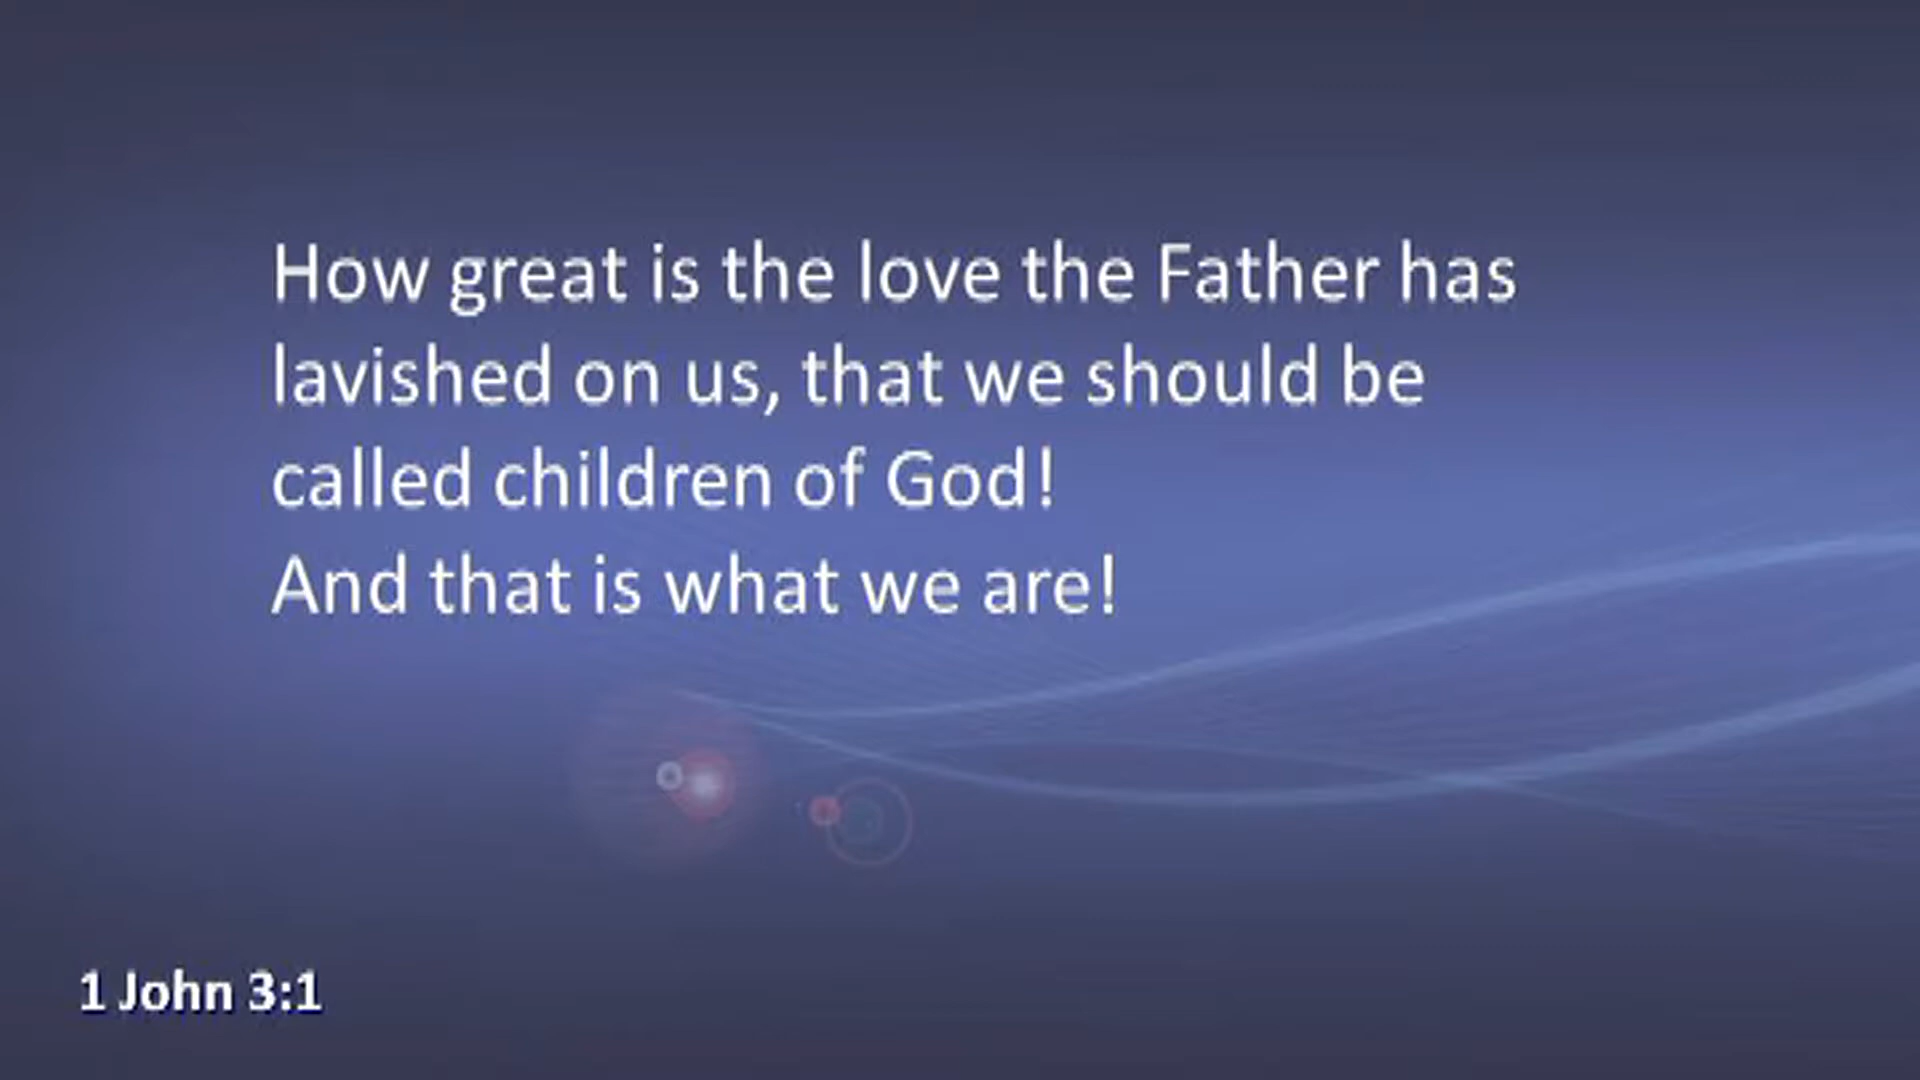 How great is the love the Father has
lavished on us, that we should be
called children of God!
And that is what we are!
1 John 3:1